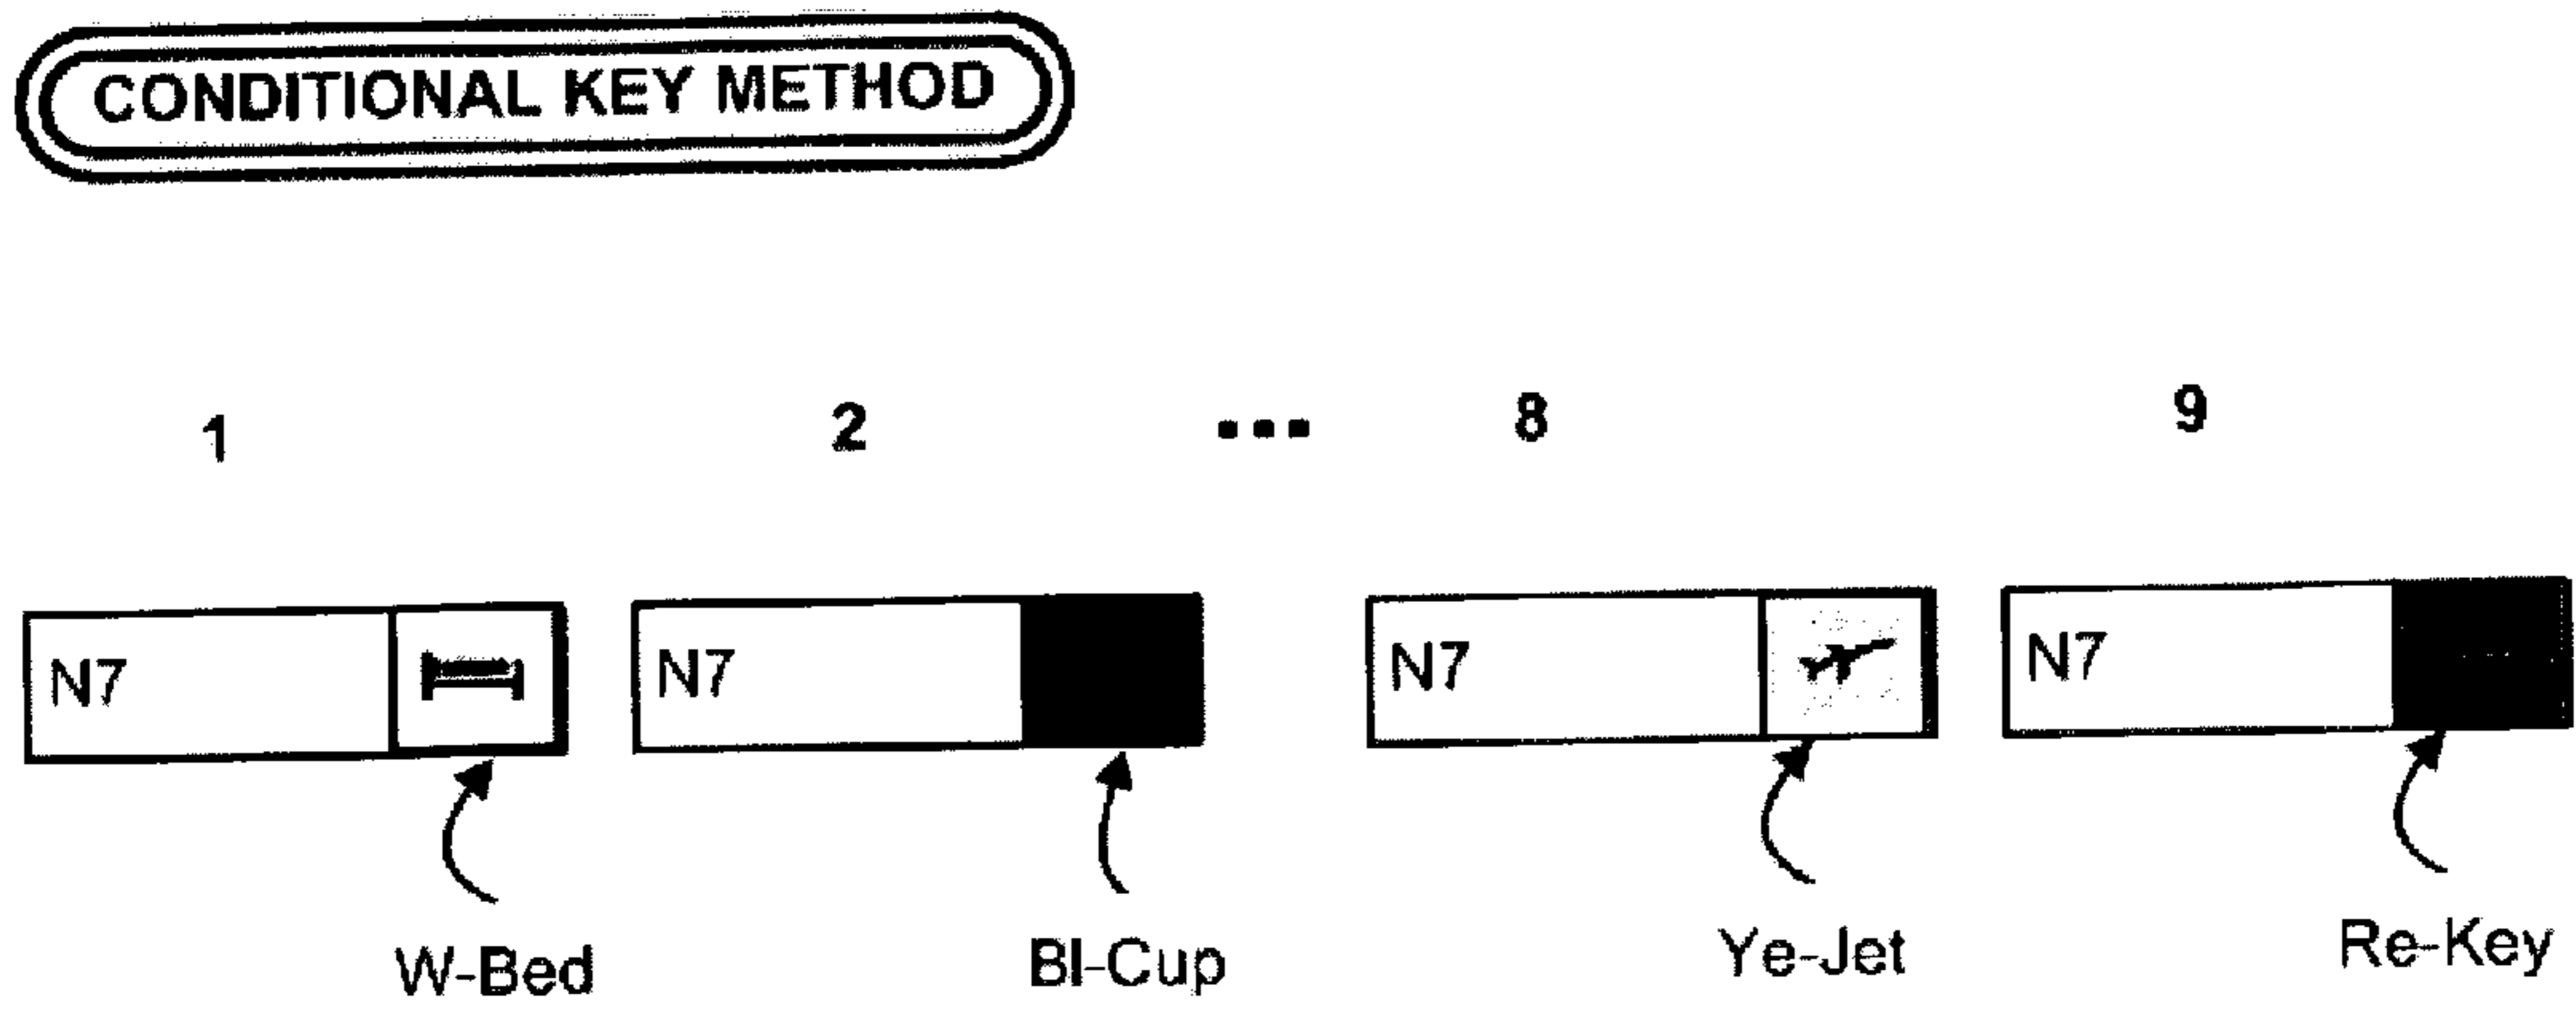 CONDITIONAL KEY METHOD
1 2 ... 8 9
N7 N7 N7 N7
W-Bed Bl-Cup Ye-Jet Re-Key